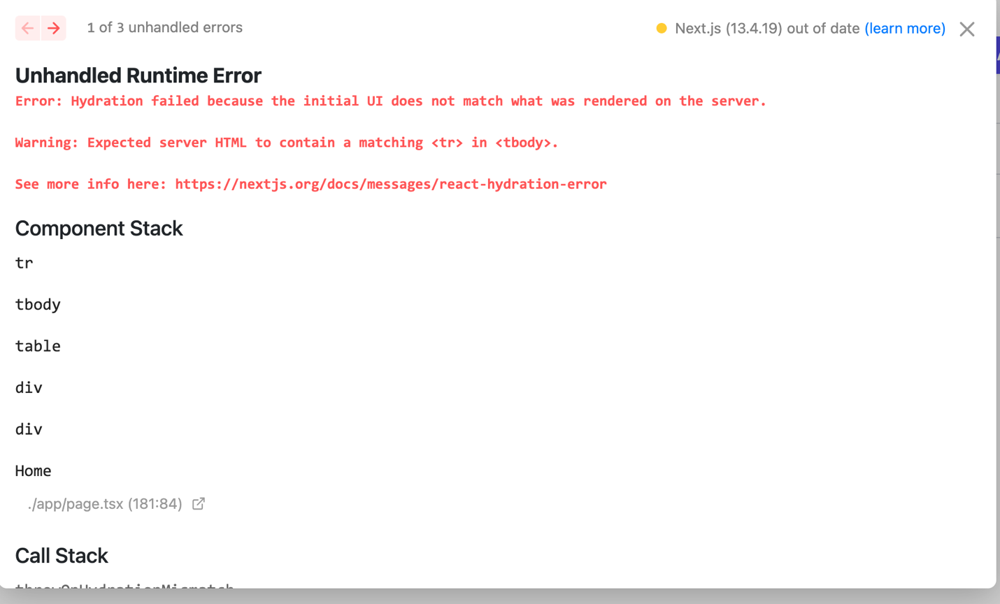 1 of 3 unhandled errors
Next.js (13.4.19) out of date (learn more)
Unhandled Runtime Error
Error: Hydration failed because the initial UI does not match what was rendered on the server.
Warning: Expected server HTML to contain a matching <tr> in <tbody>.
See more info here: https://nextjs.org/docs/messages/react-hydration-error
Component Stack
tr
tbody
table
div
div
Home
./app/page.tsx (181:84)
Call Stack
throwOnHydrationMismatch